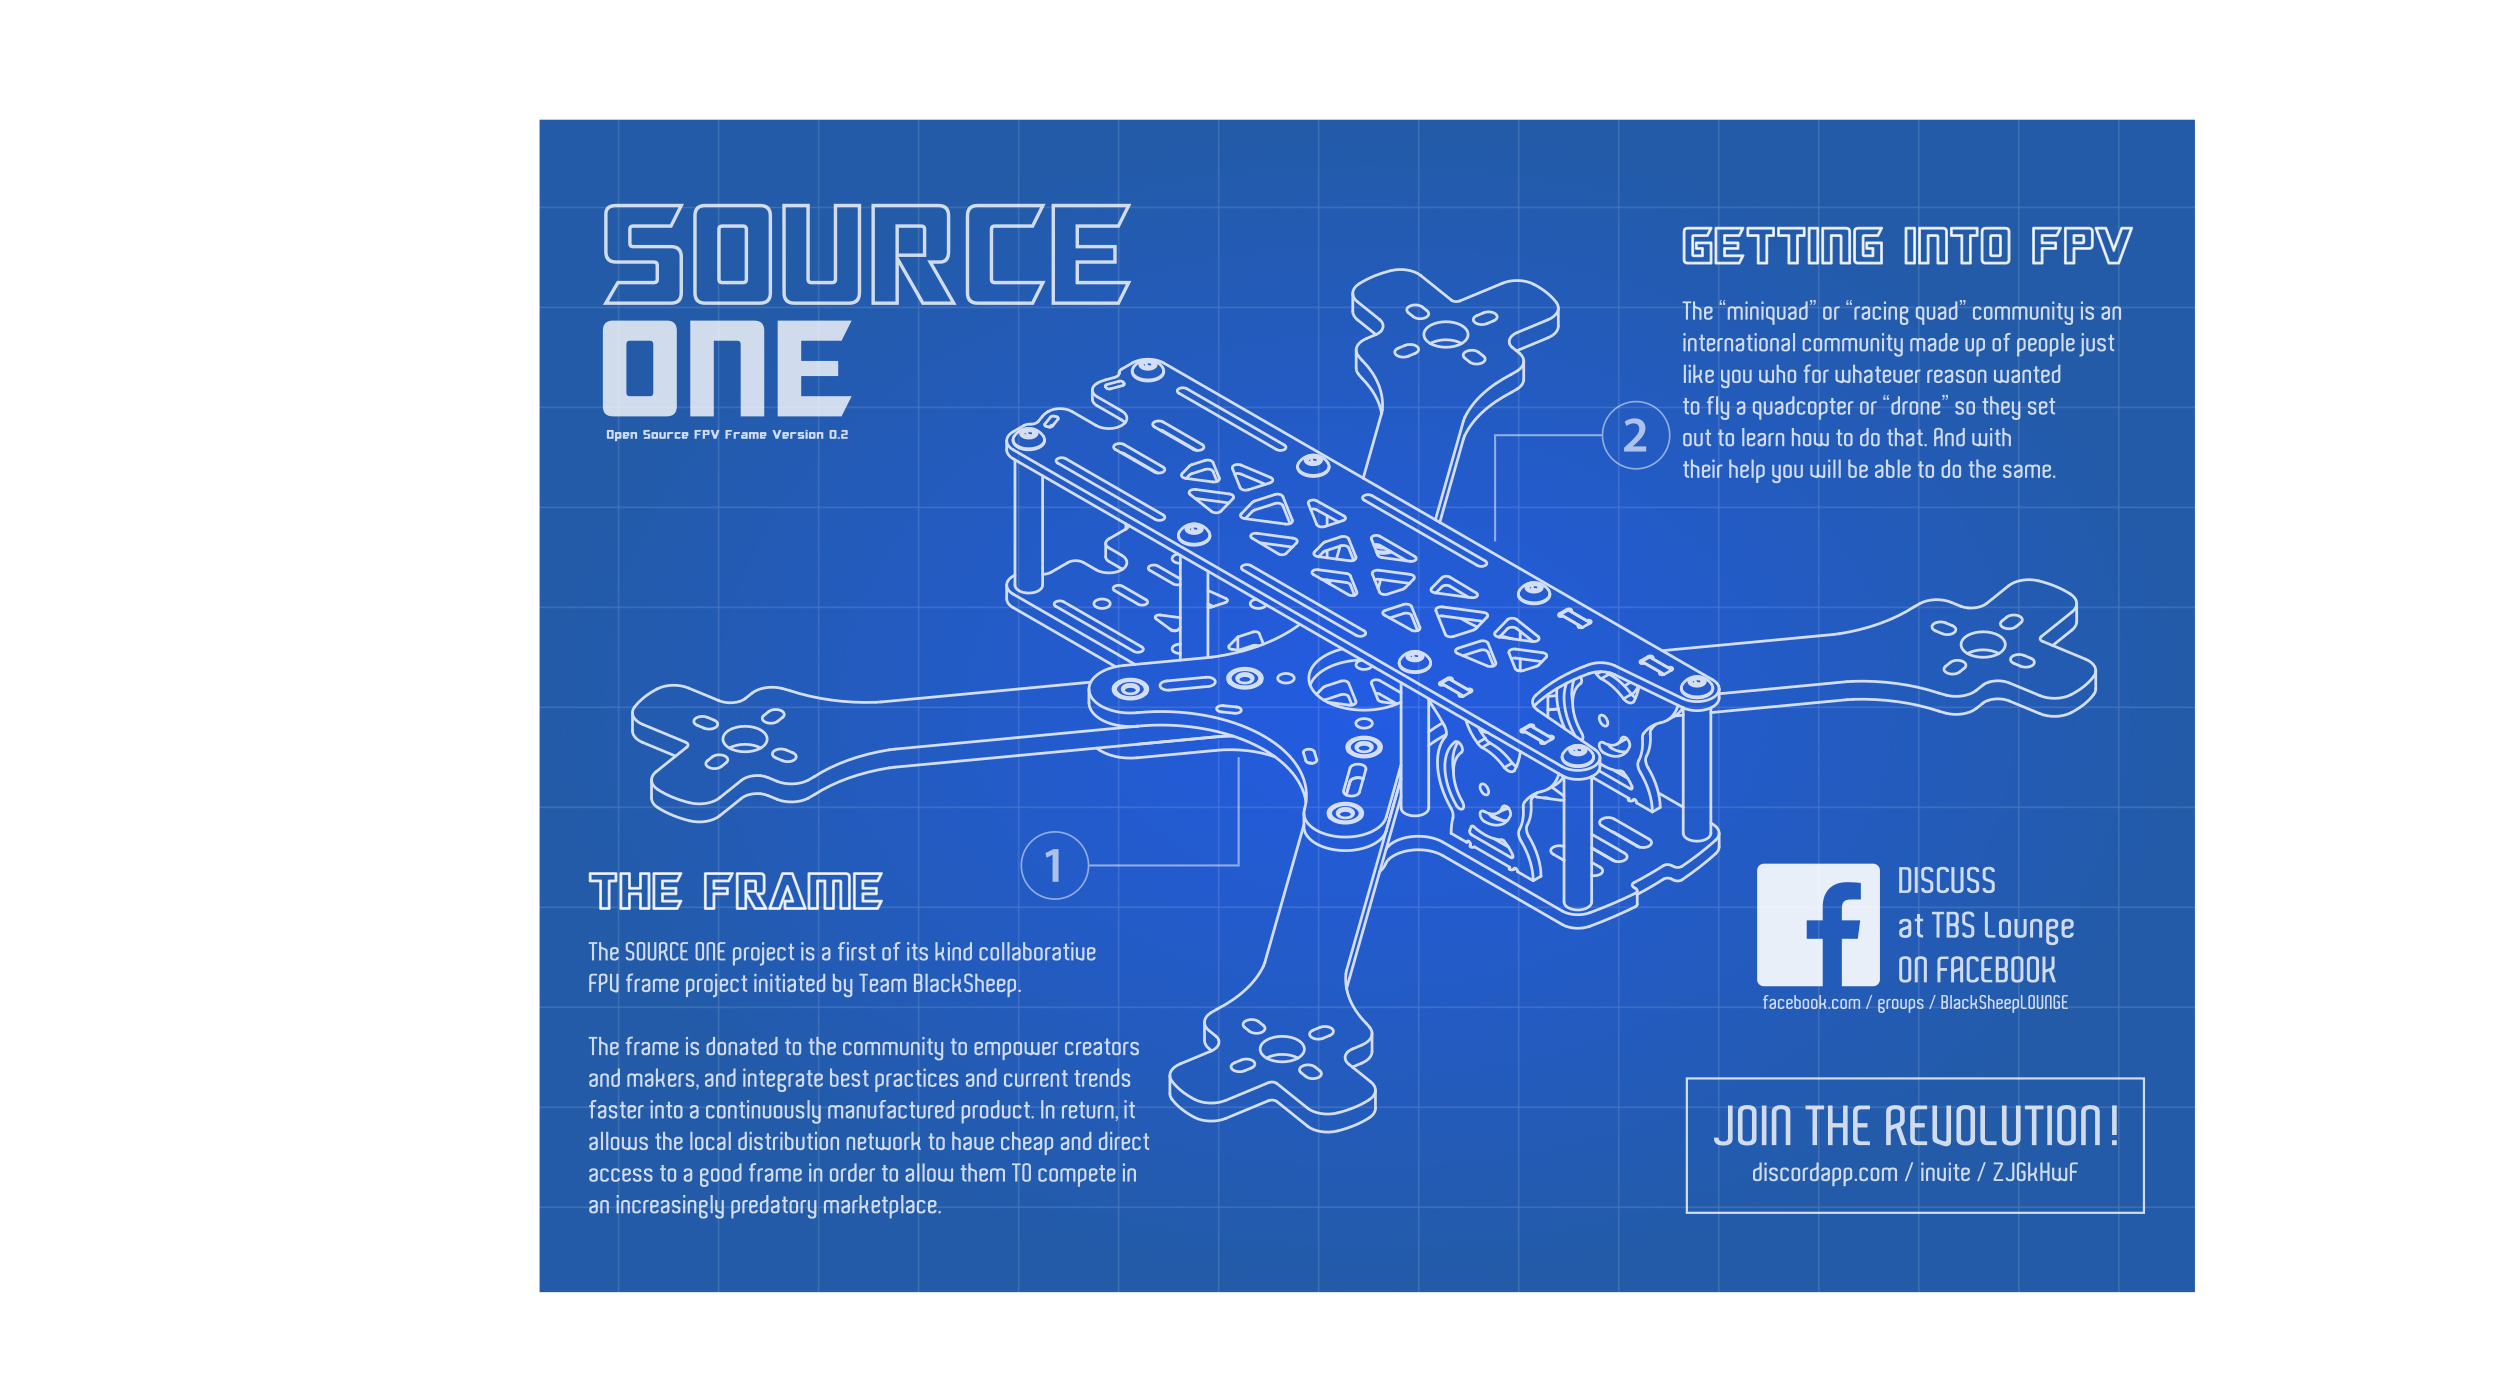 SOURCE
ONE
Open Source FPV Frame Version 0.2
GETTING INTO FPV
The “miniquad” or “racing quad” community is an
international community made up of people just
like you who for whatever reason wanted
to fly a quadcopter or “drone” so they set
out to learn how to do that. And with
their help you will be able to do the same.
2
1
THE FRAME
The SOURCE ONE project is a first of its kind collaborative
FPV frame project initiated by Team BlackSheep.
The frame is donated to the community to empower creators
and makers, and integrate best practices and current trends
faster into a continuously manufactured product. In return, it
allows the local distribution network to have cheap and direct
access to a good frame in order to allow them TO compete in
an increasingly predatory marketplace.
DISCUSS
at TBS Lounge
ON FACEBOOK
facebook.com / groups / BlackSheepLOUNGE
JOIN THE REVOLUTION !
discordapp.com / invite / ZJGkHwF